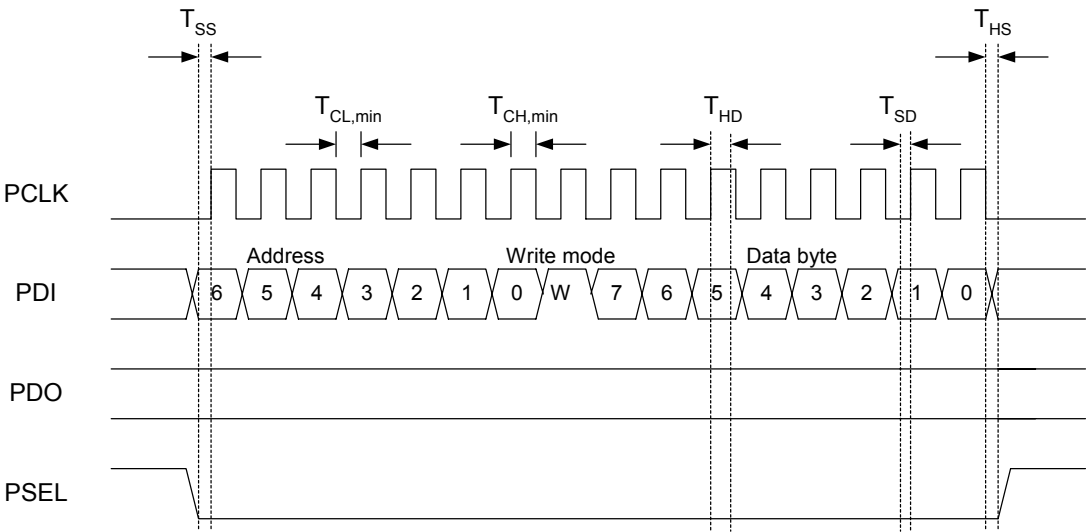 T_SS T_HS
T_CL,min T_CH,min T_HD T_SD
PCLK
Address Write mode Data byte
PDI 6 5 4 3 2 1 0 W 7 6 5 4 3 2 1 0
PDO
PSEL